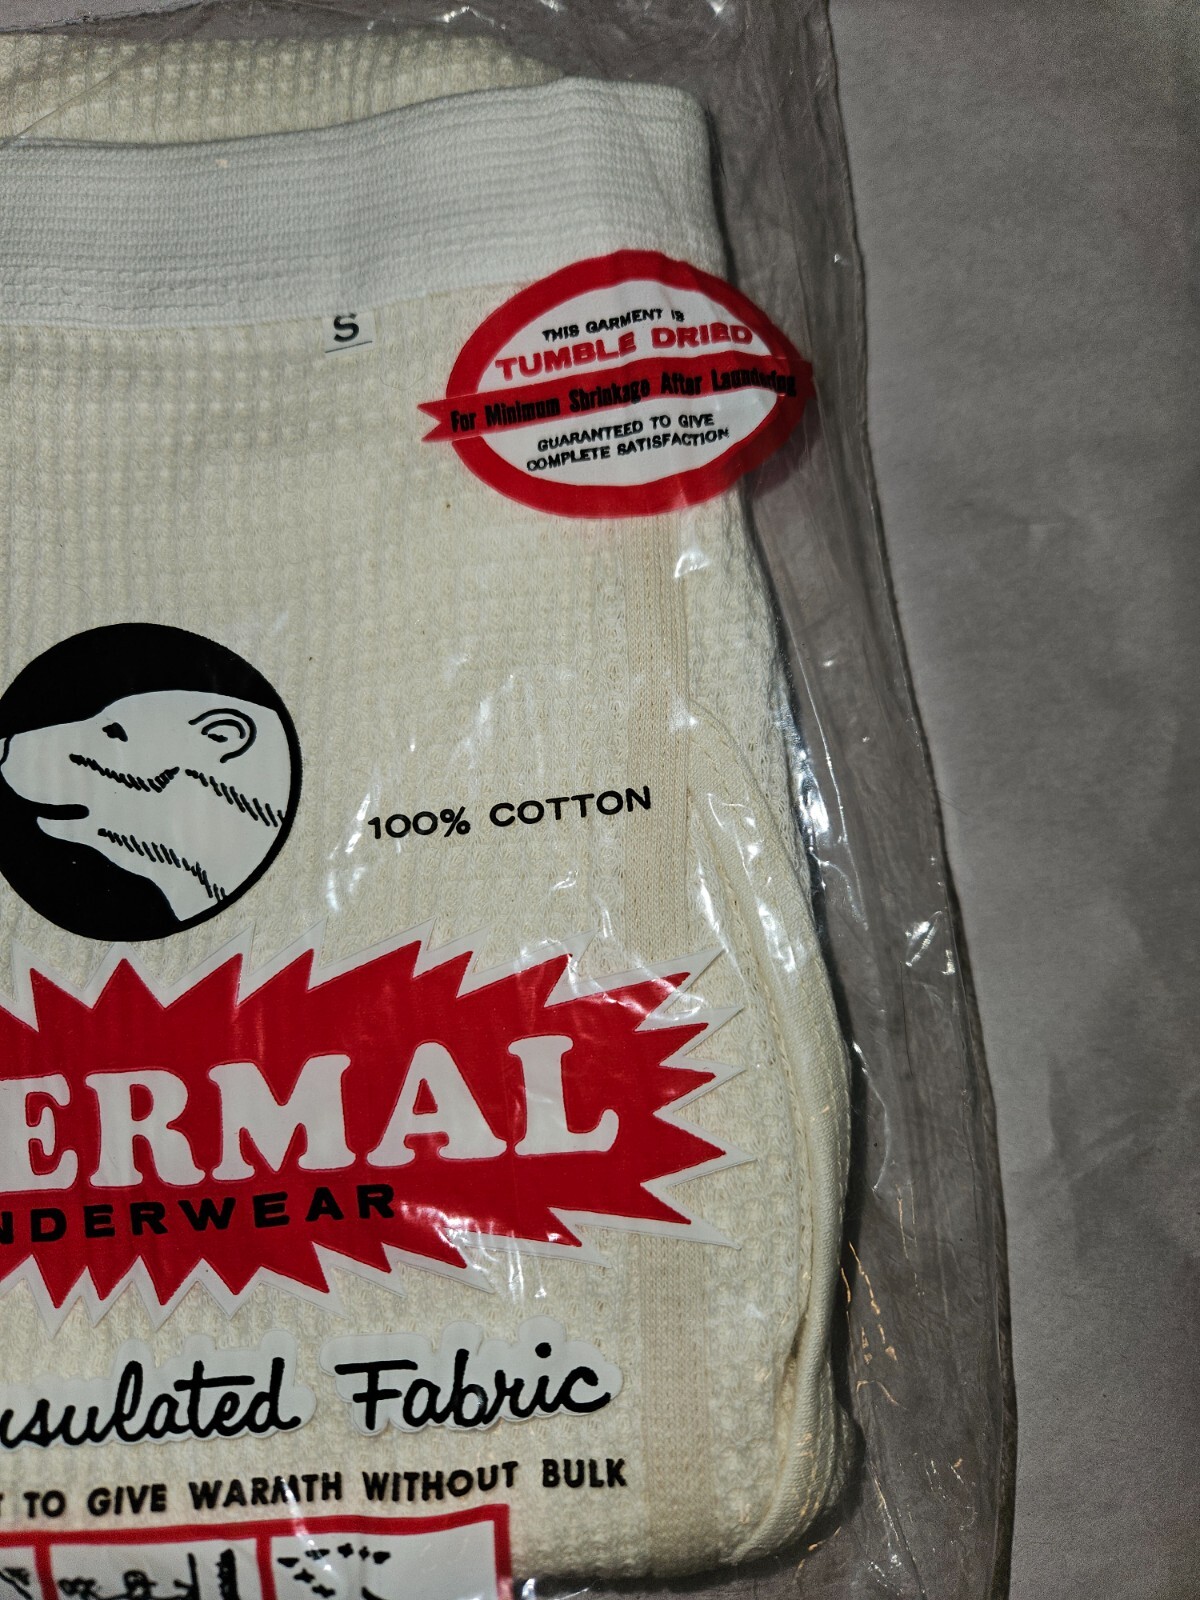 S
THIS GARMENT IS
TUMBLE DRIED
For Minimum Shrinkage After Laundering
GUARANTEED TO GIVE
COMPLETE SATISFACTION
100% COTTON
ERMAL
NDERWEAR
nsulated Fabric
T TO GIVE WARMTH WITHOUT BULK